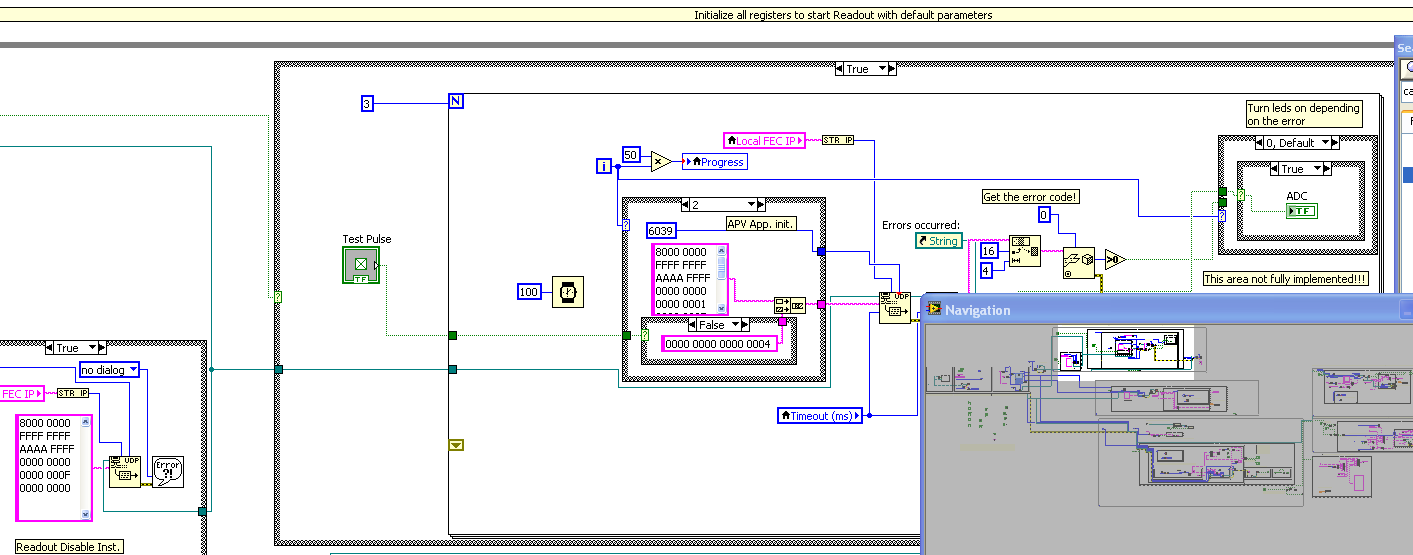 Initialize all registers to start Readout with default parameters
True
3
N
Turn leds on depending
on the error
Local FEC IP
STR IP
50
×
Progress
i
0, Default
True
ADC
TF
2
Get the error code!
0
6039
APV App. init.
Errors occurred:
String
16
4
>0
Test Pulse
TF
8000 0000
FFFF FFFF
AAAA FFFF
0000 0000
0000 0001
This area not fully implemented!!!
100
UDP
Navigation
False
0000 0000 0000 0004
True
no dialog
FEC IP
STR IP
Timeout (ms)
8000 0000
FFFF FFFF
AAAA FFFF
0000 0000
0000 000F
0000 0000
UDP
Error
?!
Readout Disable Inst.